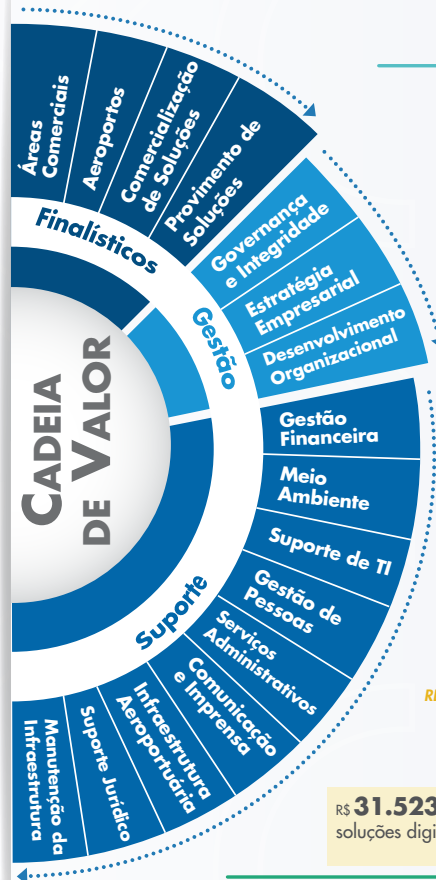 Áreas
Comerciais
Aeroportos
Comercialização
de Soluções
Provimento de
Soluções
Finalísticos
Governança
e Integridade
Estratégia
Empresarial
Desenvolvimento
Organizacional
Gestão
CADEIA
DE VALOR
Gestão
Financeira
Meio
Ambiente
Suporte de TI
Gestão de
Pessoas
Serviços
Administrativos
Comunicação
e Imprensa
Infraestrutura
Aeroportuária
Suporte Jurídico
Manutenção da
Infraestrutura
Suporte
R$ 31.523
soluções digi